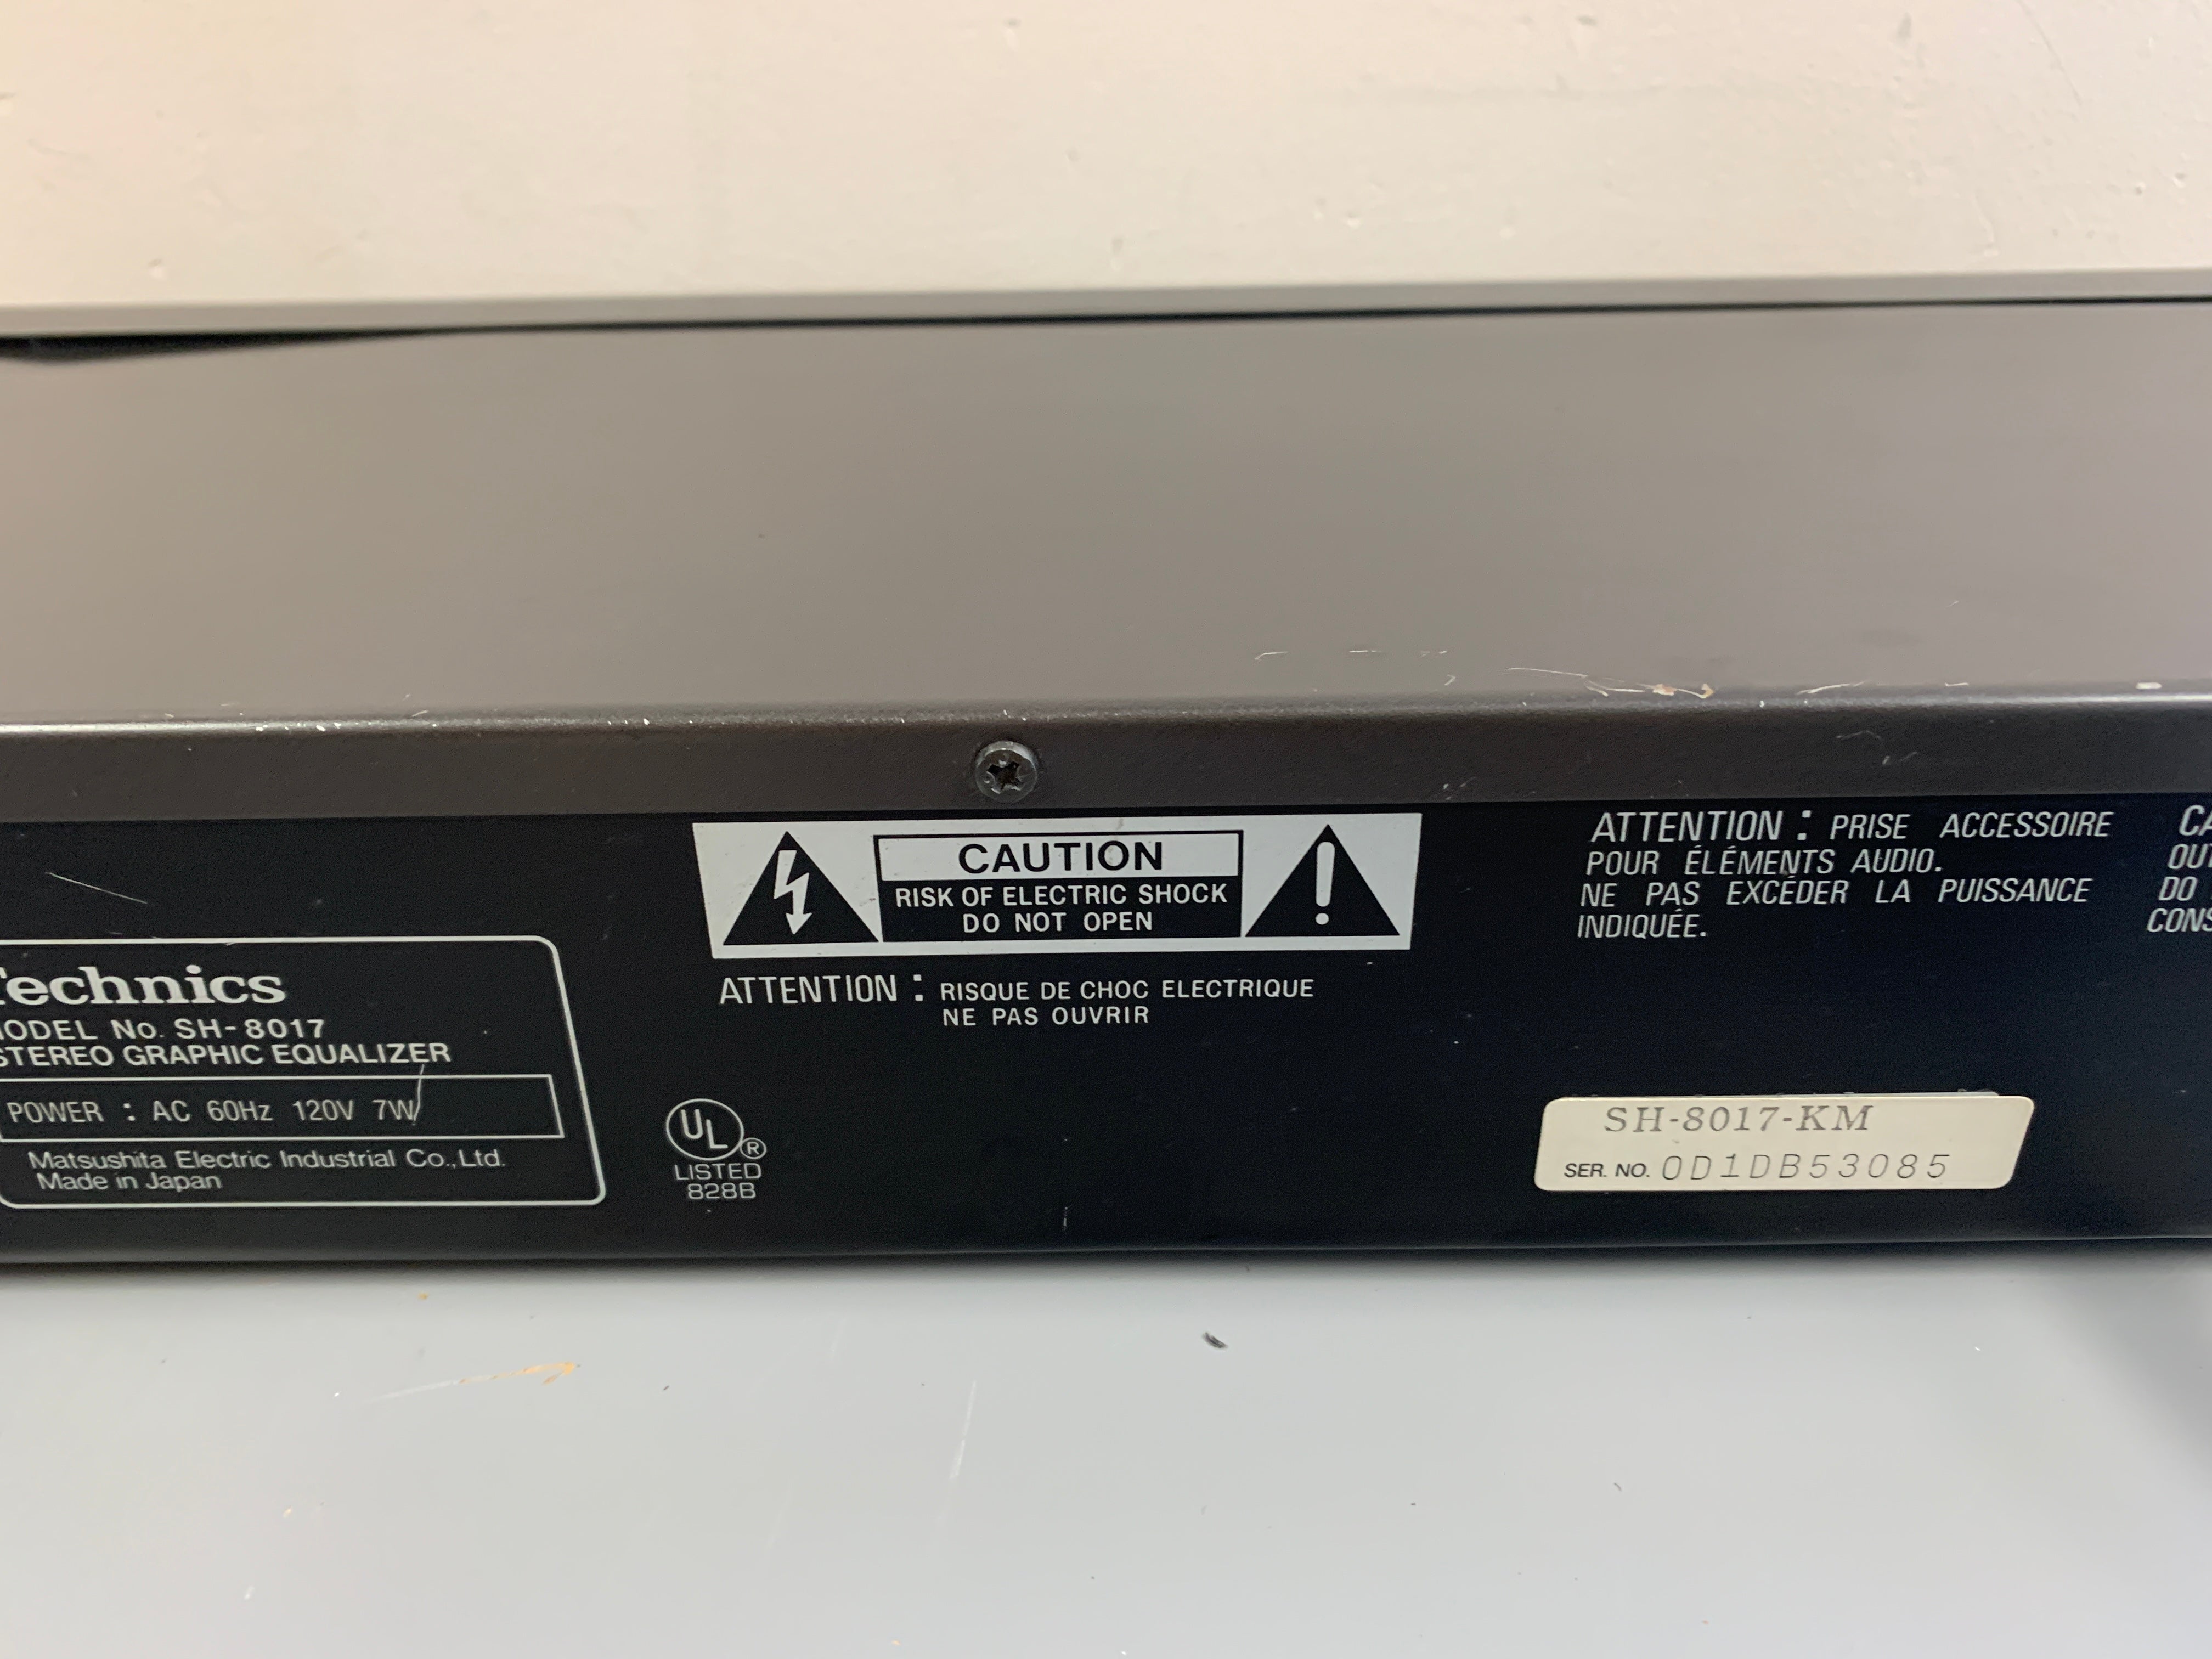 Technics
MODEL No. SH-8017
STEREO GRAPHIC EQUALIZER
POWER : AC 60Hz 120V 7W
Matsushita Electric Industrial Co.,Ltd.
Made in Japan
UL ®
LISTED
828B
CAUTION
RISK OF ELECTRIC SHOCK
DO NOT OPEN
ATTENTION : RISQUE DE CHOC ELECTRIQUE
NE PAS OUVRIR
ATTENTION : PRISE ACCESSOIRE
POUR ÉLÉMENTS AUDIO.
NE PAS EXCÉDER LA PUISSANCE
INDIQUÉE.
SH-8017-KM
SER. NO. OD1DB53085
DO